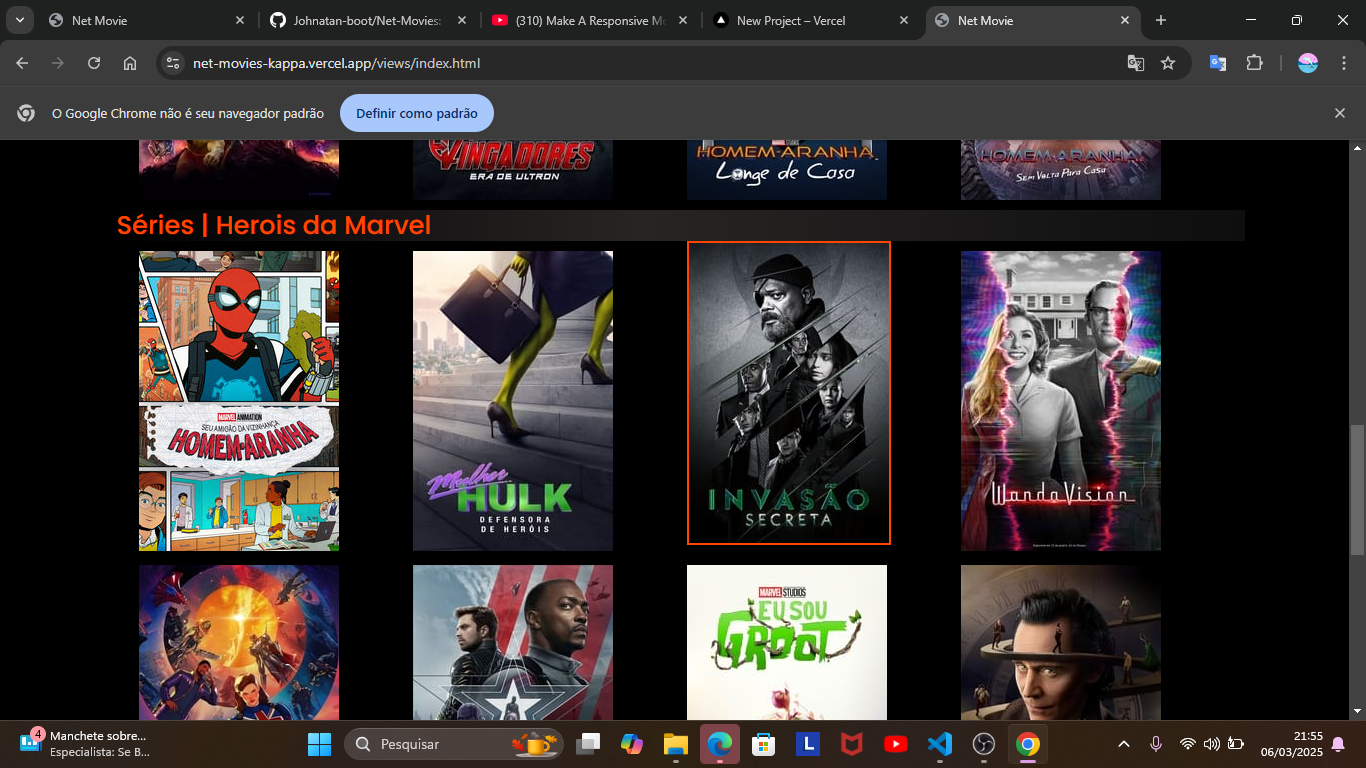 Net Movie
Johnatan-boot/Net-Movies:
(310) Make A Responsive Mo
New Project – Vercel
Net Movie
net-movies-kappa.vercel.app/views/index.html
O Google Chrome não é seu navegador padrão
Definir como padrão
VINGADORES
ERA DE ULTRON
HOMEM-ARANHA
Longe de Casa
HOMEM-ARANHA
Sem Volta Para Casa
Séries | Herois da Marvel
MARVEL ANIMATION
SEU AMIGÃO DA VIZINHANÇA
HOMEM-ARANHA
Mulher
HULK
DEFENSORA
DE HERÓIS
INVASÃO
SECRETA
WandaVision
MARVEL STUDIOS
EU SOU
GROOT
4
Manchete sobre...
Especialista: Se B...
Pesquisar
L
21:55
06/03/2025